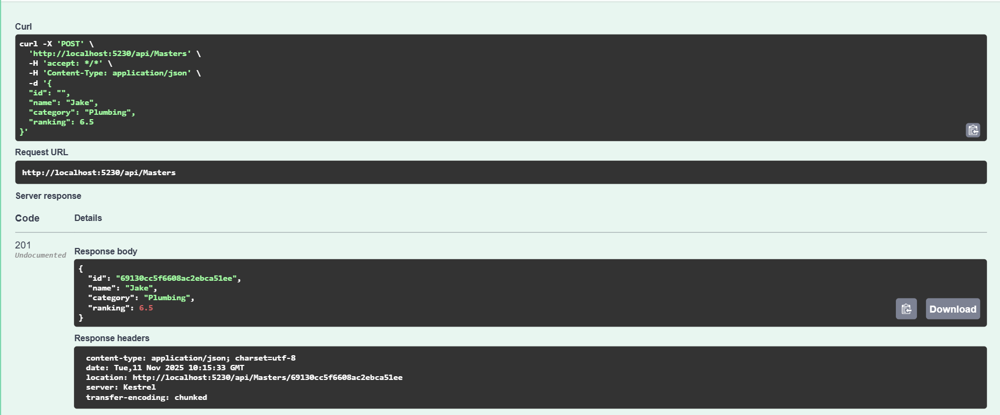 Curl
curl -X 'POST' \
'http://localhost:5230/api/Masters' \
-H 'accept: */*' \
-H 'Content-Type: application/json' \
-d '{
"id": "",
"name": "Jake",
"category": "Plumbing",
"ranking": 6.5
}'
Request URL
http://localhost:5230/api/Masters
Server response
Code Details
201
Undocumented
Response body
{
"id": "69130cc5f6608ac2ebca51ee",
"name": "Jake",
"category": "Plumbing",
"ranking": 6.5
}
Download
Response headers
content-type: application/json; charset=utf-8
date: Tue,11 Nov 2025 10:15:33 GMT
location: http://localhost:5230/api/Masters/69130cc5f6608ac2ebca51ee
server: Kestrel
transfer-encoding: chunked